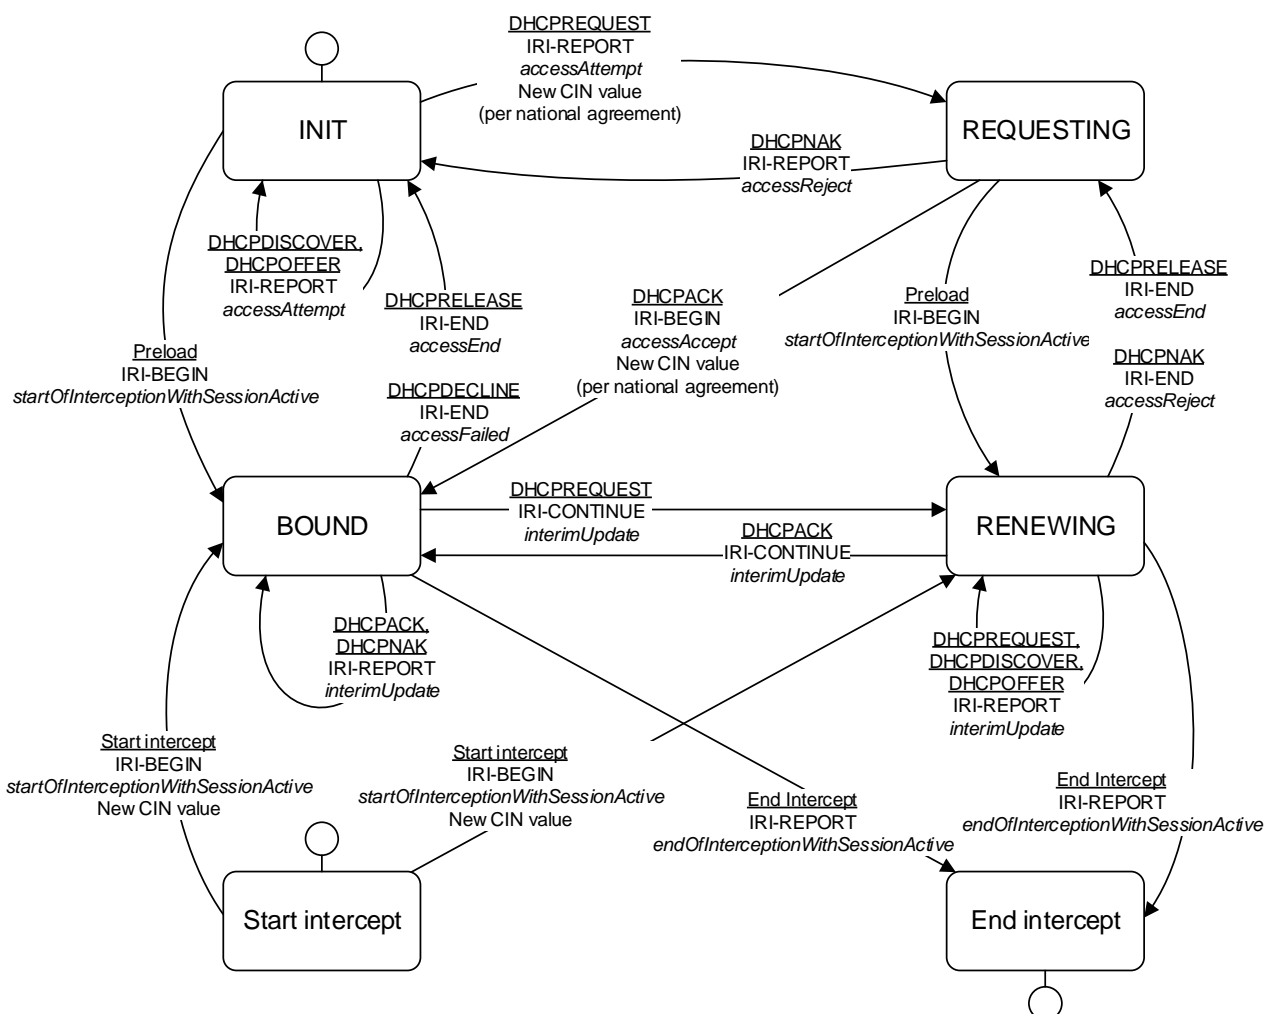 DHCPREQUEST
IRI-REPORT
accessAttempt
New CIN value
(per national agreement)
INIT
REQUESTING
DHCPNAK
IRI-REPORT
accessReject
DHCPDISCOVER,
DHCPOFFER
IRI-REPORT
accessAttempt
DHCPRELEASE
IRI-END
accessEnd
DHCPACK
IRI-BEGIN
accessAccept
New CIN value
(per national agreement)
Preload
IRI-BEGIN
startOfInterceptionWithSessionActive
DHCPRELEASE
IRI-END
accessEnd
Preload
IRI-BEGIN
startOfInterceptionWithSessionActive
DHCPDECLINE
IRI-END
accessFailed
DHCPNAK
IRI-END
accessReject
BOUND
DHCPREQUEST
IRI-CONTINUE
interimUpdate
DHCPACK
IRI-CONTINUE
interimUpdate
RENEWING
DHCPACK,
DHCPNAK
IRI-REPORT
interimUpdate
DHCPREQUEST,
DHCPDISCOVER,
DHCPOFFER
IRI-REPORT
interimUpdate
Start intercept
IRI-BEGIN
startOfInterceptionWithSessionActive
New CIN value
Start intercept
IRI-BEGIN
startOfInterceptionWithSessionActive
New CIN value
End Intercept
IRI-REPORT
endOfInterceptionWithSessionActive
End Intercept
IRI-REPORT
endOfInterceptionWithSessionActive
Start intercept
End intercept